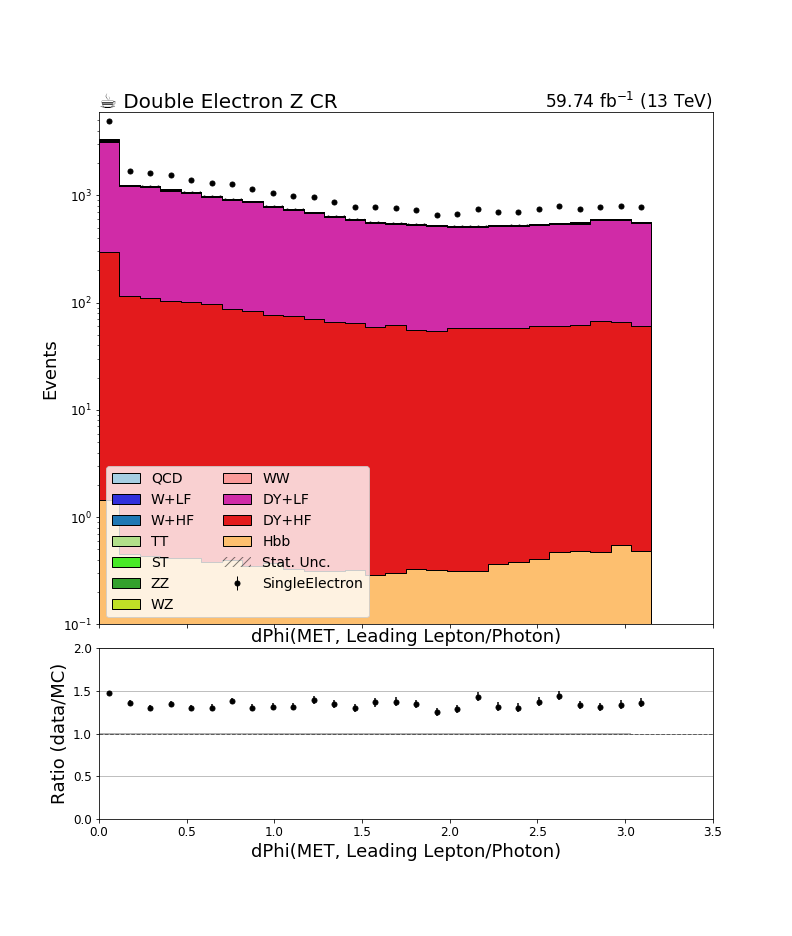 ☕ Double Electron Z CR
59.74 fb⁻¹ (13 TeV)
Events
10³
10²
10¹
10⁰
10⁻¹
QCD
W+LF
W+HF
TT
ST
ZZ
WZ
WW
DY+LF
DY+HF
Hbb
Stat. Unc.
SingleElectron
dPhi(MET, Leading Lepton/Photon)
Ratio (data/MC)
2.0
1.5
1.0
0.5
0.0
0.0 0.5 1.0 1.5 2.0 2.5 3.0 3.5
dPhi(MET, Leading Lepton/Photon)